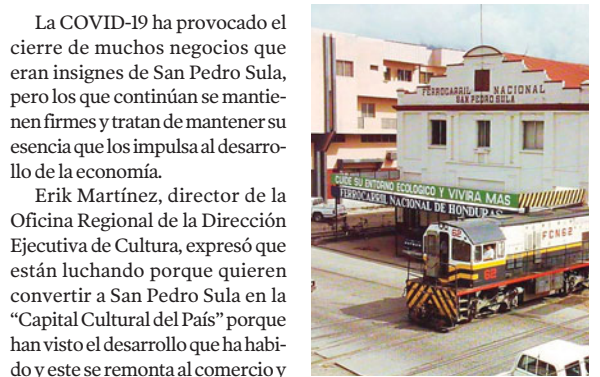 La COVID-19 ha provocado el
cierre de muchos negocios que
eran insignes de San Pedro Sula,
pero los que continúan se mantie-
nen firmes y tratan de mantener su
esencia que los impulsa al desarro-
llo de la economía.
Erik Martínez, director de la
Oficina Regional de la Dirección
Ejecutiva de Cultura, expresó que
están luchando porque quieren
convertir a San Pedro Sula en la
“Capital Cultural del País” porque
han visto el desarrollo que ha habi-
do y este se remonta al comercio y
FERROCARRIL NACIONAL
SAN PEDRO SULA
CUIDE SU ENTORNO ECOLOGICO Y VIVIRA MAS
FERROCARRIL NACIONAL DE HONDURAS
62
FCN62
62